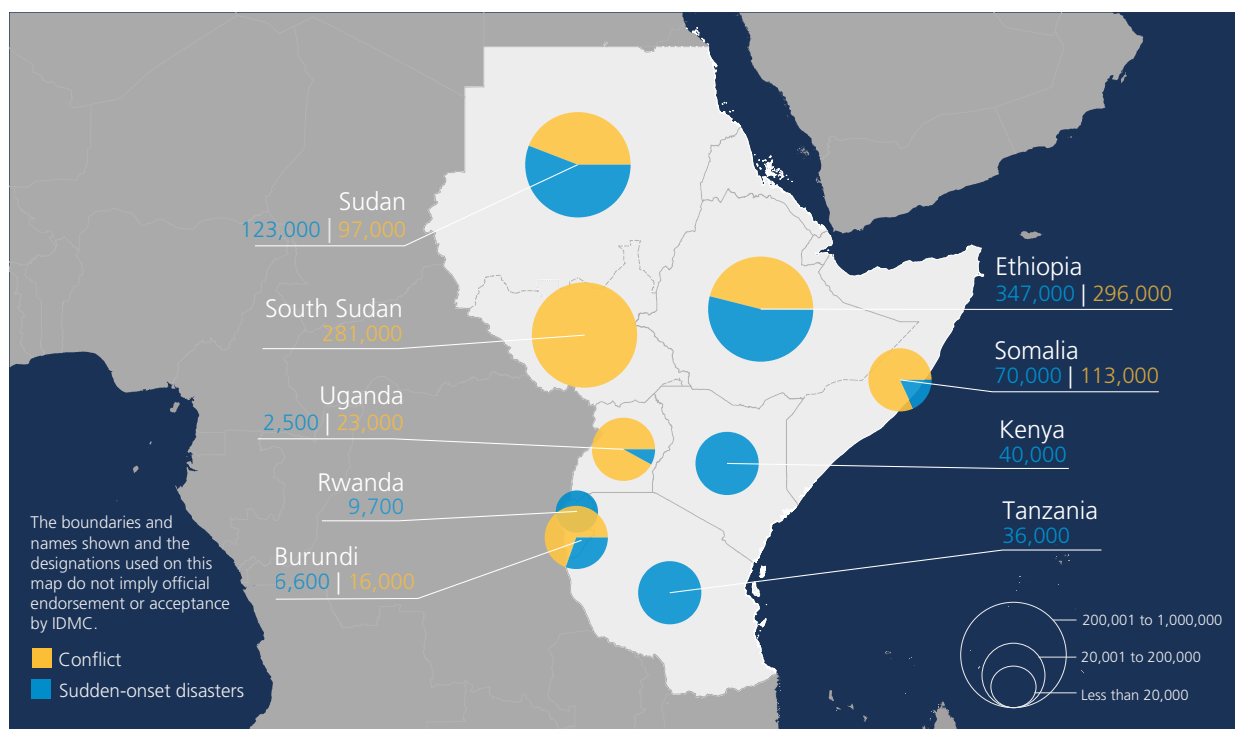 Sudan
123,000 | 97,000
South Sudan
281,000
Uganda
2,500 | 23,000
Rwanda
9,700
Burundi
6,600 | 16,000
Ethiopia
347,000 | 296,000
Somalia
70,000 | 113,000
Kenya
40,000
Tanzania
36,000
The boundaries and
names shown and the
designations used on this
map do not imply official
endorsement or acceptance
by IDMC.
Conflict
Sudden-onset disasters
200,001 to 1,000,000
20,001 to 200,000
Less than 20,000